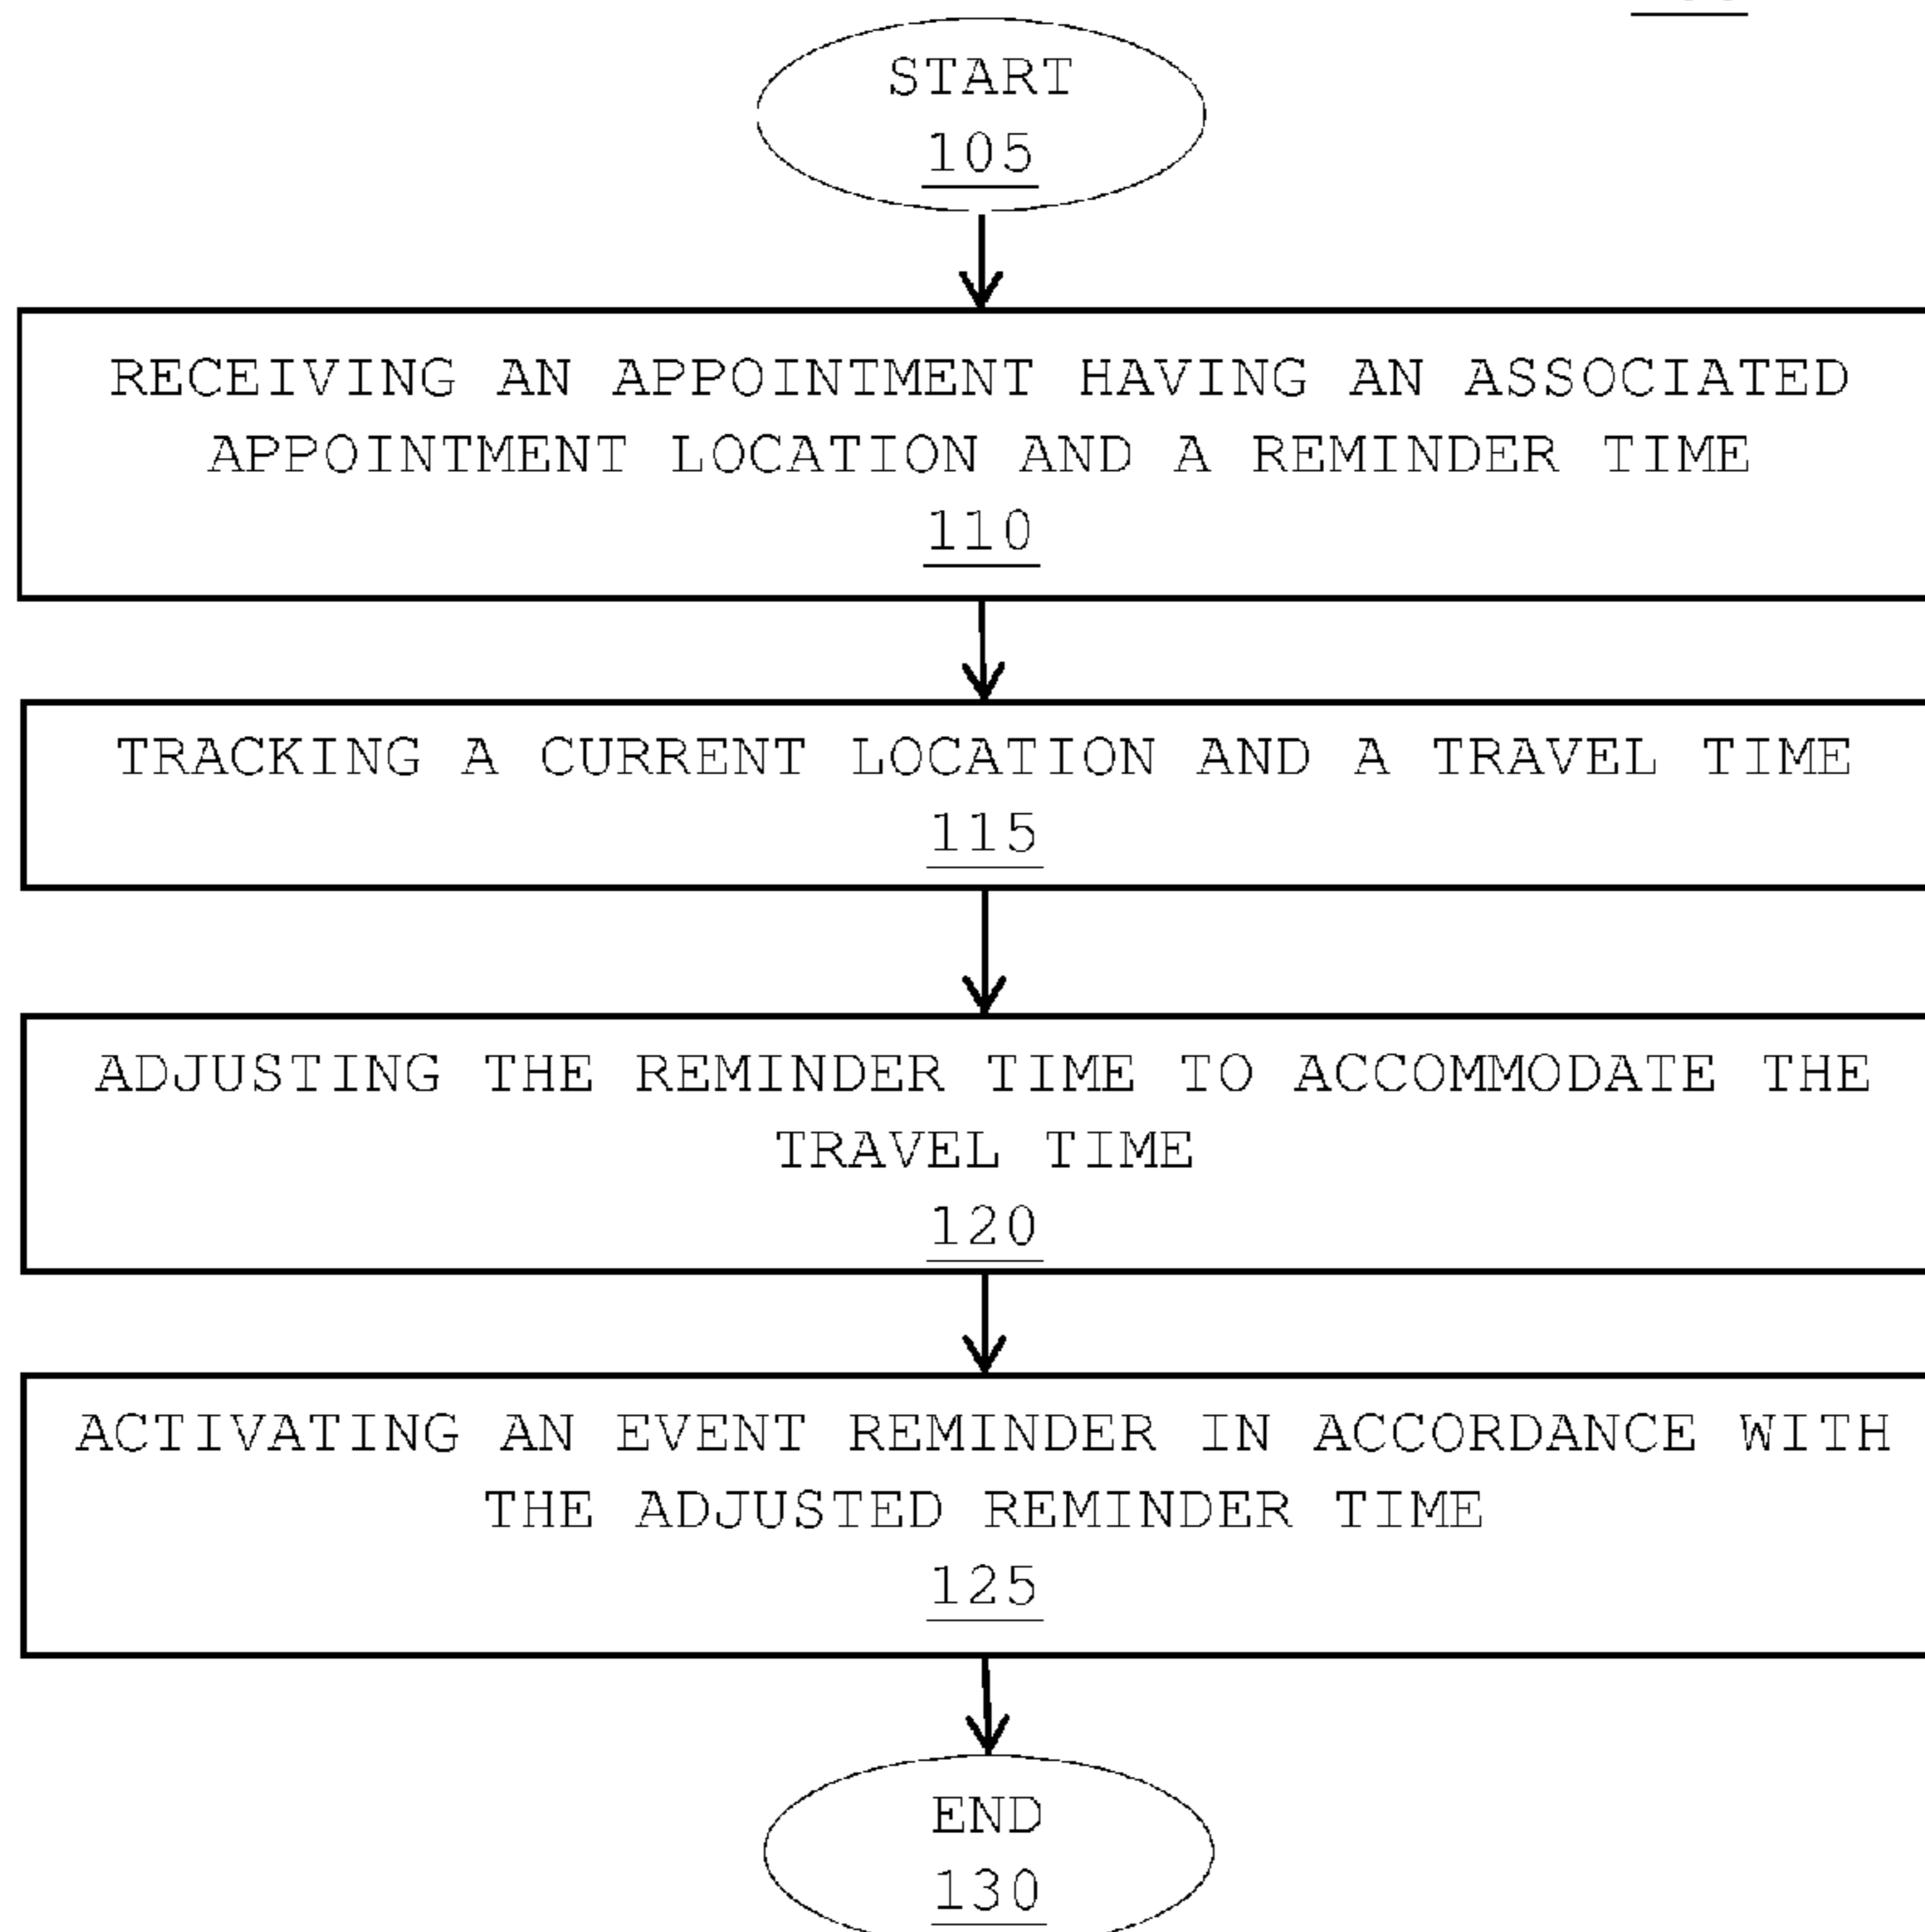 START
105
RECEIVING AN APPOINTMENT HAVING AN ASSOCIATED
APPOINTMENT LOCATION AND A REMINDER TIME
110
TRACKING A CURRENT LOCATION AND A TRAVEL TIME
115
ADJUSTING THE REMINDER TIME TO ACCOMMODATE THE
TRAVEL TIME
120
ACTIVATING AN EVENT REMINDER IN ACCORDANCE WITH
THE ADJUSTED REMINDER TIME
125
END
130